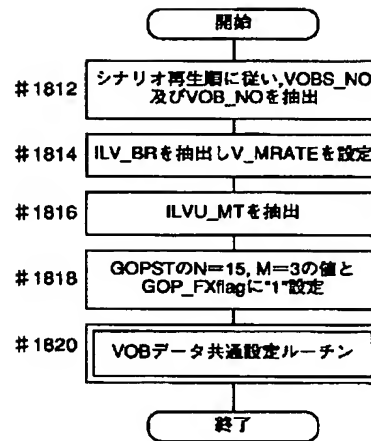 開始
#1812
シナリオ再生順に従い,VOBS_NO
及びVOB_NOを抽出
#1814
ILV_BRを抽出しV_MRATEを設定
#1816
ILVU_MTを抽出
#1818
GOPSTのN=15, M=3の値と
GOP_FXflagに"1"設定
#1820
VOBデータ共通設定ルーチン
終了